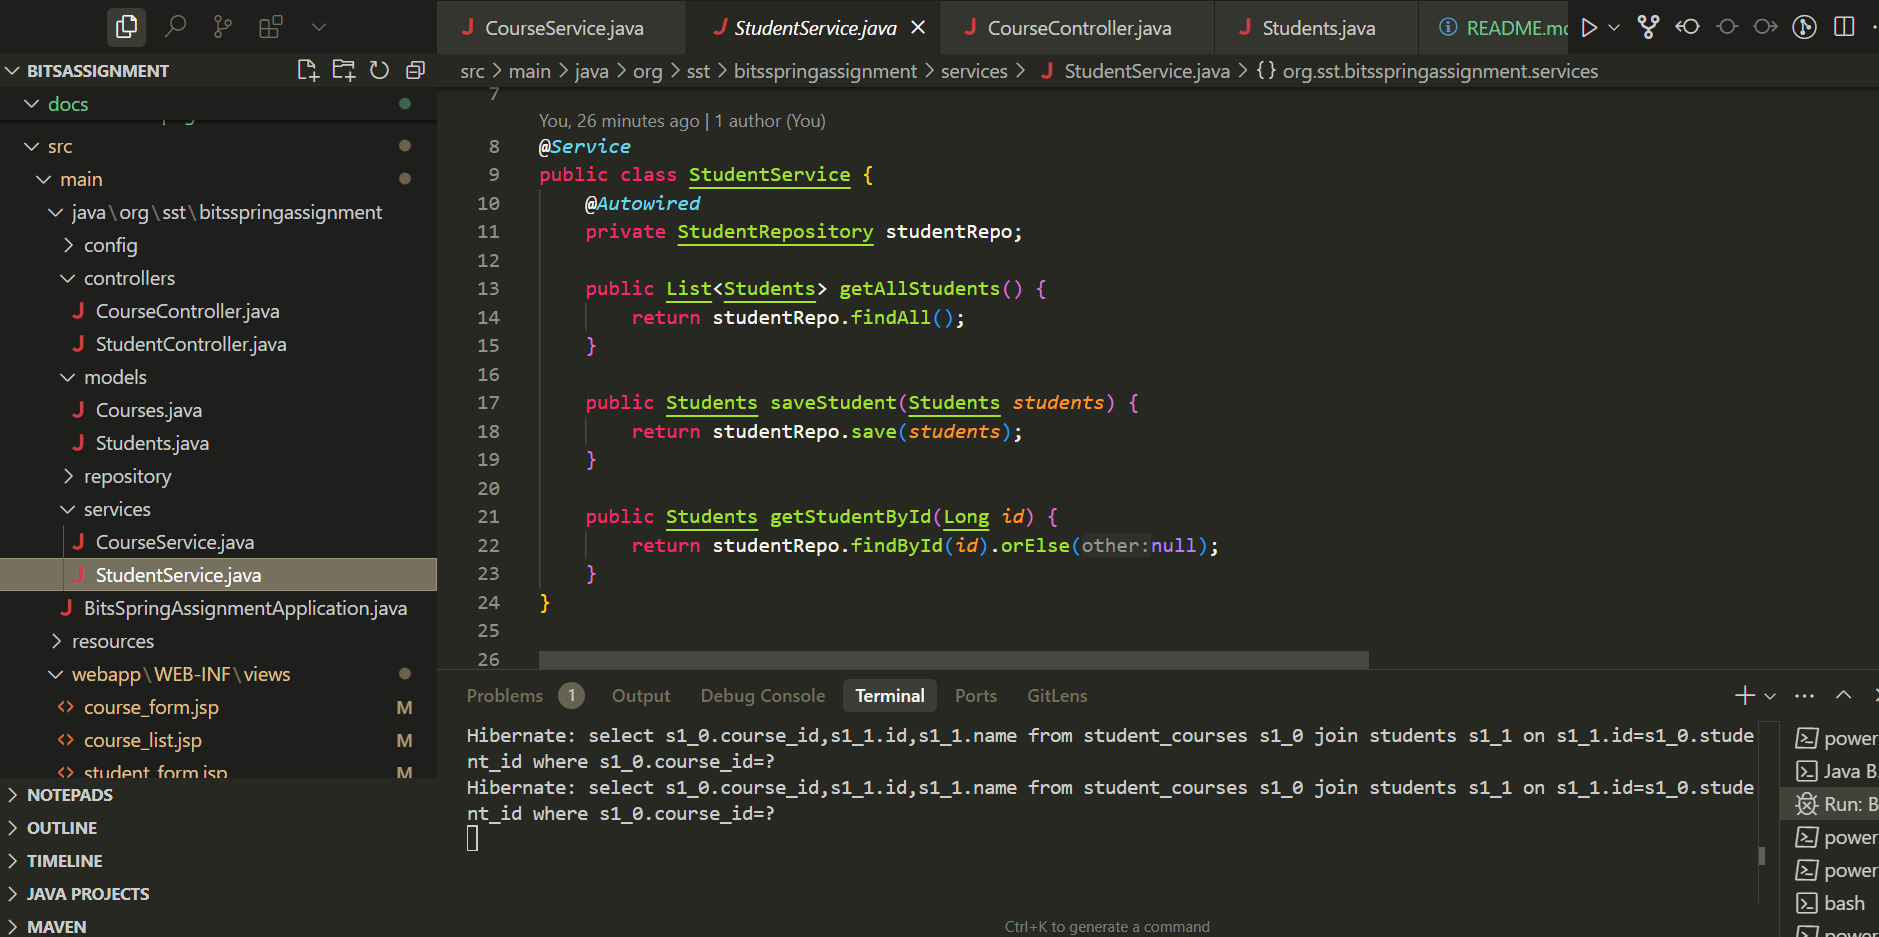 CourseService.java
StudentService.java
CourseController.java
Students.java
README.m
BITSASSIGNMENT
src > main > java > org > sst > bitsspringassignment > services > StudentService.java > {} org.sst.bitsspringassignment.services
docs
src
main
java\org\sst\bitsspringassignment
config
controllers
CourseController.java
StudentController.java
models
Courses.java
Students.java
repository
services
CourseService.java
StudentService.java
BitsSpringAssignmentApplication.java
resources
webapp\WEB-INF\views
course_form.jsp M
course_list.jsp M
student_form.jsp M
NOTEPADS
OUTLINE
TIMELINE
JAVA PROJECTS
MAVEN
7
You, 26 minutes ago | 1 author (You)
8 @Service
9 public class StudentService {
10 @Autowired
11 private StudentRepository studentRepo;
12
13 public List<Students> getAllStudents() {
14 return studentRepo.findAll();
15 }
16
17 public Students saveStudent(Students students) {
18 return studentRepo.save(students);
19 }
20
21 public Students getStudentById(Long id) {
22 return studentRepo.findById(id).orElse(other:null);
23 }
24 }
25
26
Problems 1 Output Debug Console Terminal Ports GitLens
Hibernate: select s1_0.course_id,s1_1.id,s1_1.name from student_courses s1_0 join students s1_1 on s1_1.id=s1_0.stude
nt_id where s1_0.course_id=?
Hibernate: select s1_0.course_id,s1_1.id,s1_1.name from student_courses s1_0 join students s1_1 on s1_1.id=s1_0.stude
nt_id where s1_0.course_id=?
Ctrl+K to generate a command
power
Java B
Run: B
power
power
bash
power